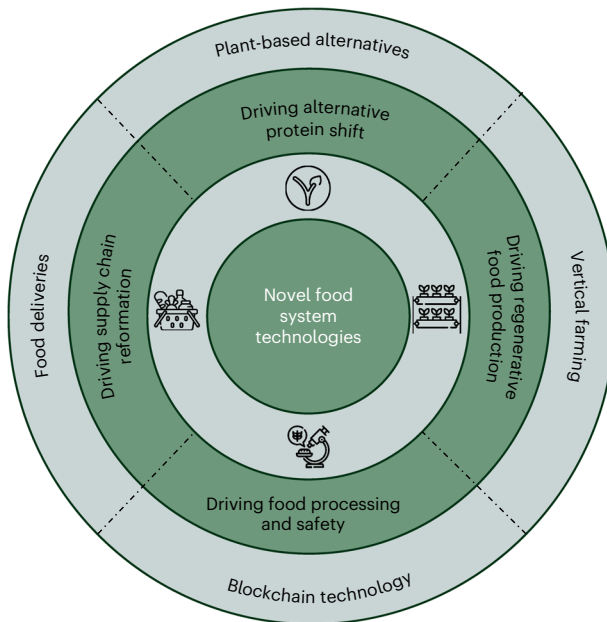 Plant-based alternatives
Driving alternative
protein shift
Food deliveries
Driving supply chain
reformation
Novel food
system
technologies
Driving regenerative
food production
Vertical farming
Driving food processing
and safety
Blockchain technology